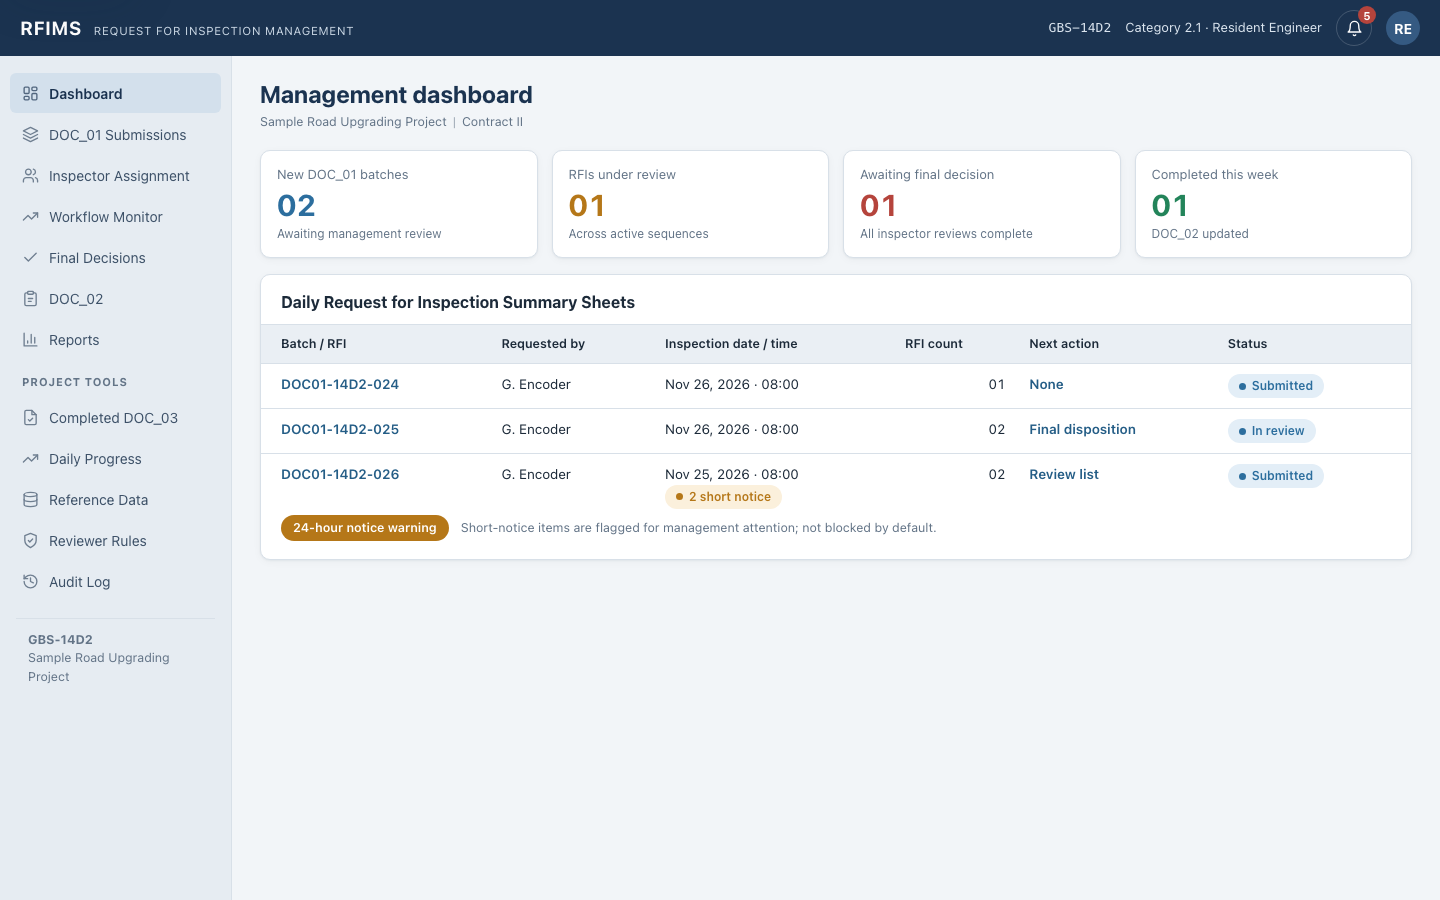 RFIMS REQUEST FOR INSPECTION MANAGEMENT
GBS-14D2 Category 2.1 · Resident Engineer 5 RE
Dashboard
DOC_01 Submissions
Inspector Assignment
Workflow Monitor
Final Decisions
DOC_02
Reports
PROJECT TOOLS
Completed DOC_03
Daily Progress
Reference Data
Reviewer Rules
Audit Log
GBS-14D2
Sample Road Upgrading
Project
Management dashboard
Sample Road Upgrading Project | Contract II
New DOC_01 batches
02
Awaiting management review
RFIs under review
01
Across active sequences
Awaiting final decision
01
All inspector reviews complete
Completed this week
01
DOC_02 updated
Daily Request for Inspection Summary Sheets
Batch / RFI Requested by Inspection date / time RFI count Next action Status
DOC01-14D2-024 G. Encoder Nov 26, 2026 · 08:00 01 None Submitted
DOC01-14D2-025 G. Encoder Nov 26, 2026 · 08:00 02 Final disposition In review
DOC01-14D2-026 G. Encoder Nov 25, 2026 · 08:00 02 Review list Submitted
2 short notice
24-hour notice warning Short-notice items are flagged for management attention; not blocked by default.